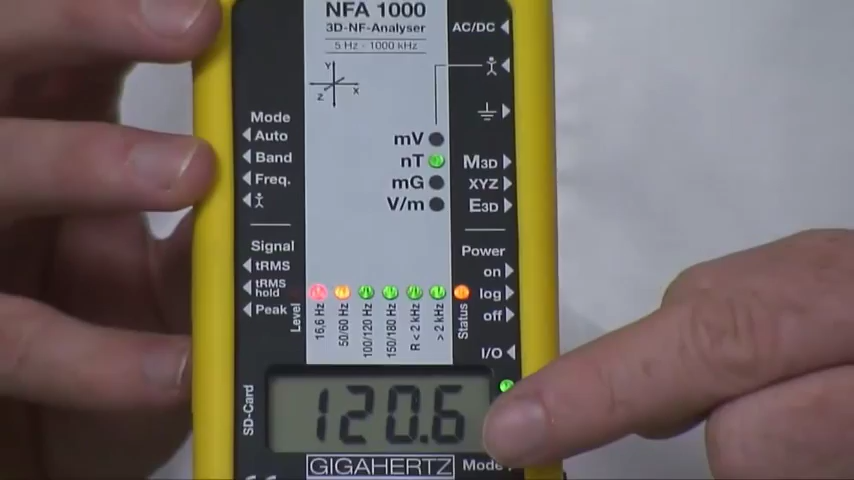 NFA 1000
3D-NF-Analyser
5 Hz - 1000 kHz
AC/DC
Y
Z X
Mode
Auto
Band
Freq.
mV
nT
mG
V/m
M3D
XYZ
E3D
Signal
tRMS
tRMS hold
Peak
Power
on
log
off
I/O
Level
16,6 Hz
50/60 Hz
100/120 Hz
150/180 Hz
R < 2 kHz
> 2 kHz
Status
SD-Card
120.6
GIGAHERTZ
Mode